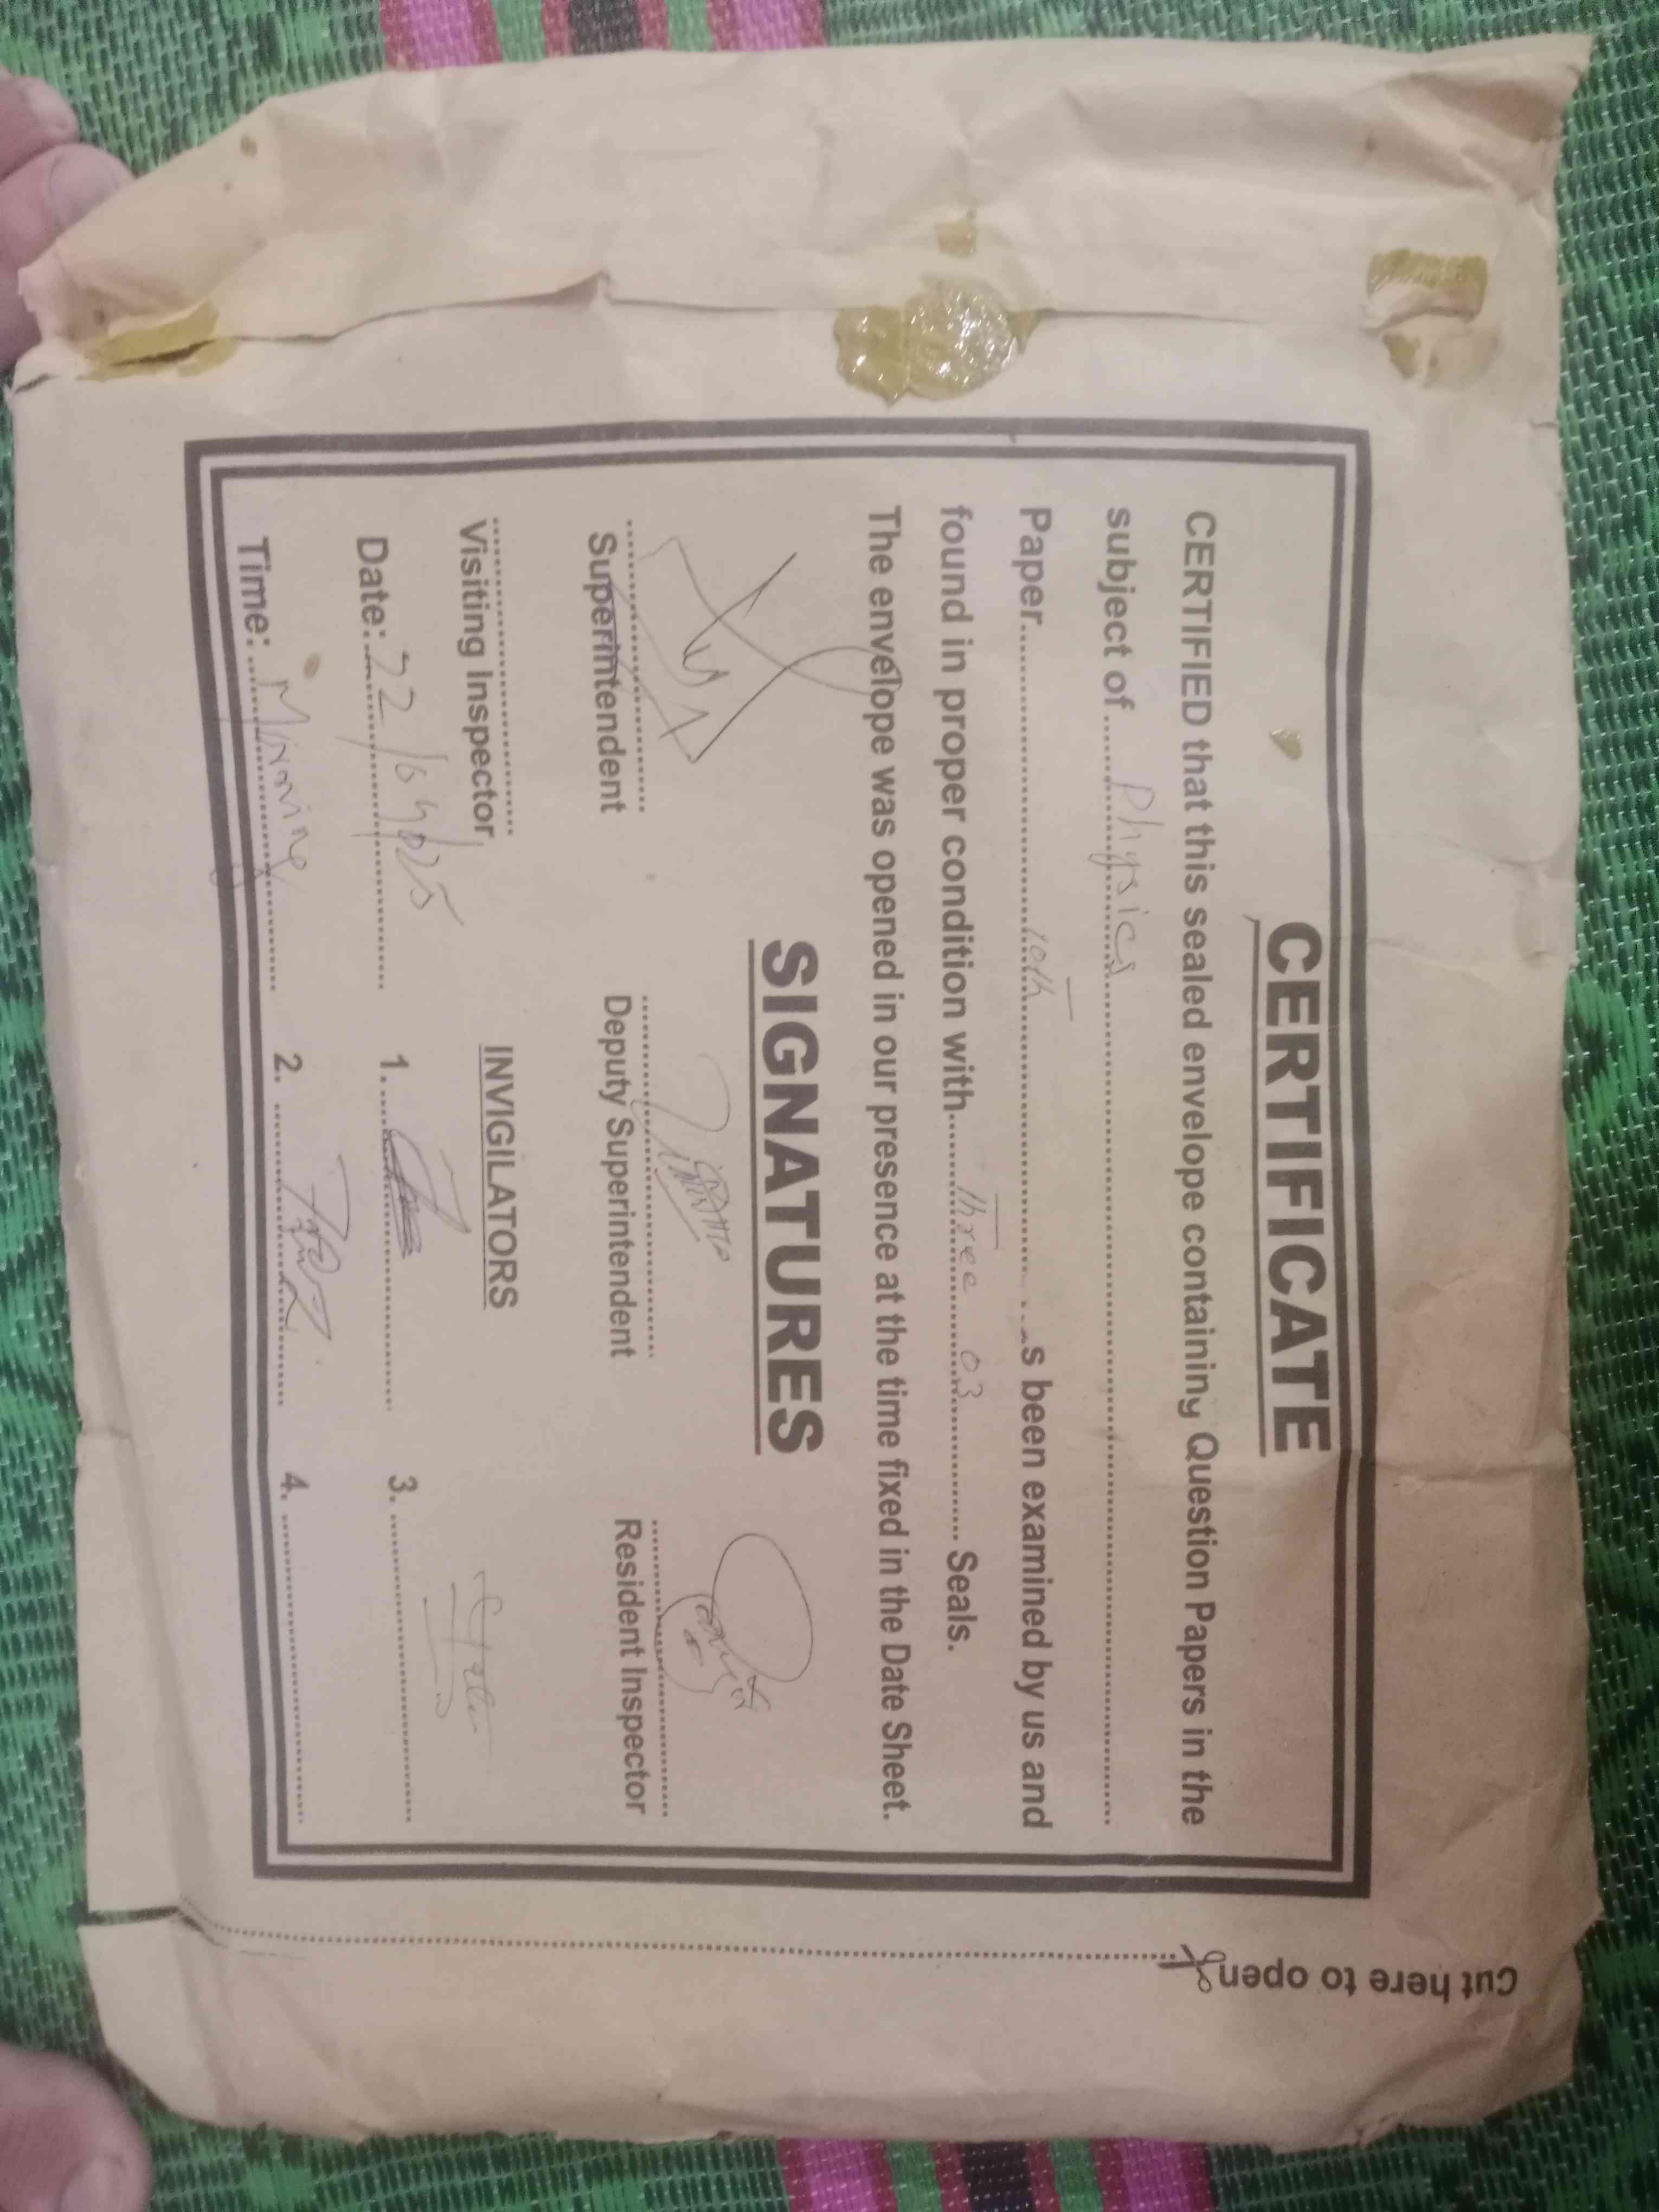 CERTIFICATE
CERTIFIED that this sealed envelope containing Question Papers in the
subject of ..... Physics .....
Paper ..... 10th ..... s been examined by us and
found in proper condition with ..... Three 03 ..... Seals.
The envelope was opened in our presence at the time fixed in the Date Sheet.
SIGNATURES
Superintendent Deputy Superintendent Resident Inspector
Visiting Inspector INVIGILATORS
Date: 1. 3.
Time: Morning 2. 4.
Cut here to open